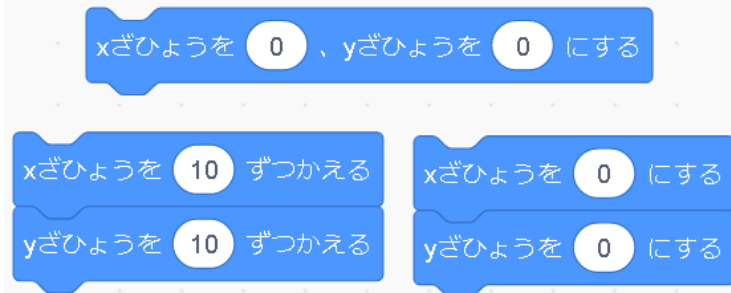 xざひょうを 0 、yざひょうを 0 にする
xざひょうを 10 ずつかえる
yざひょうを 10 ずつかえる
xざひょうを 0 にする
yざひょうを 0 にする